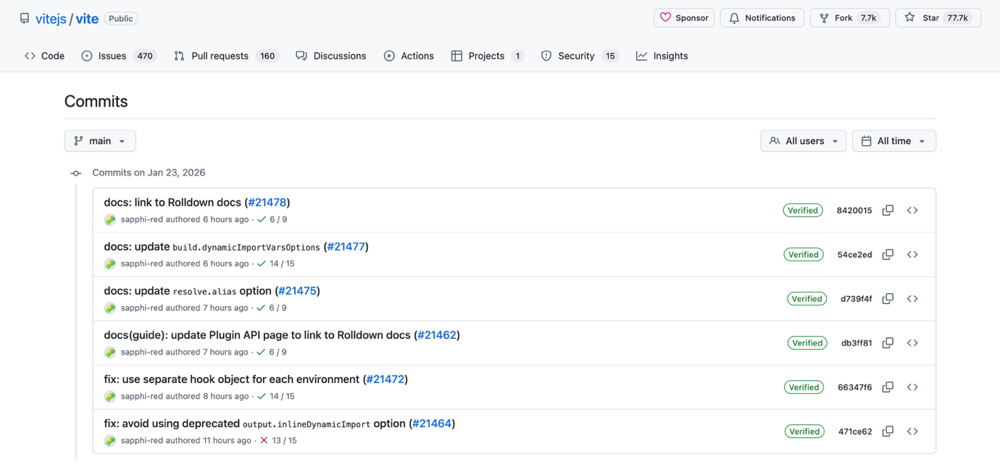 vitejs / vite Public
Sponsor Notifications Fork 7.7k Star 77.7k
Code Issues 470 Pull requests 160 Discussions Actions Projects 1 Security 15 Insights
Commits
main All users All time
Commits on Jan 23, 2026
docs: link to Rolldown docs (#21478)
sapphi-red authored 6 hours ago · 6 / 9
Verified 8420015
docs: update build.dynamicImportVarsOptions (#21477)
sapphi-red authored 6 hours ago · 14 / 15
Verified 54ce2ed
docs: update resolve.alias option (#21475)
sapphi-red authored 7 hours ago · 6 / 9
Verified d739f4f
docs(guide): update Plugin API page to link to Rolldown docs (#21462)
sapphi-red authored 7 hours ago · 6 / 9
Verified db3ff81
fix: use separate hook object for each environment (#21472)
sapphi-red authored 8 hours ago · 14 / 15
Verified 66347f6
fix: avoid using deprecated output.inlineDynamicImport option (#21464)
sapphi-red authored 11 hours ago · 13 / 15
Verified 471ce62